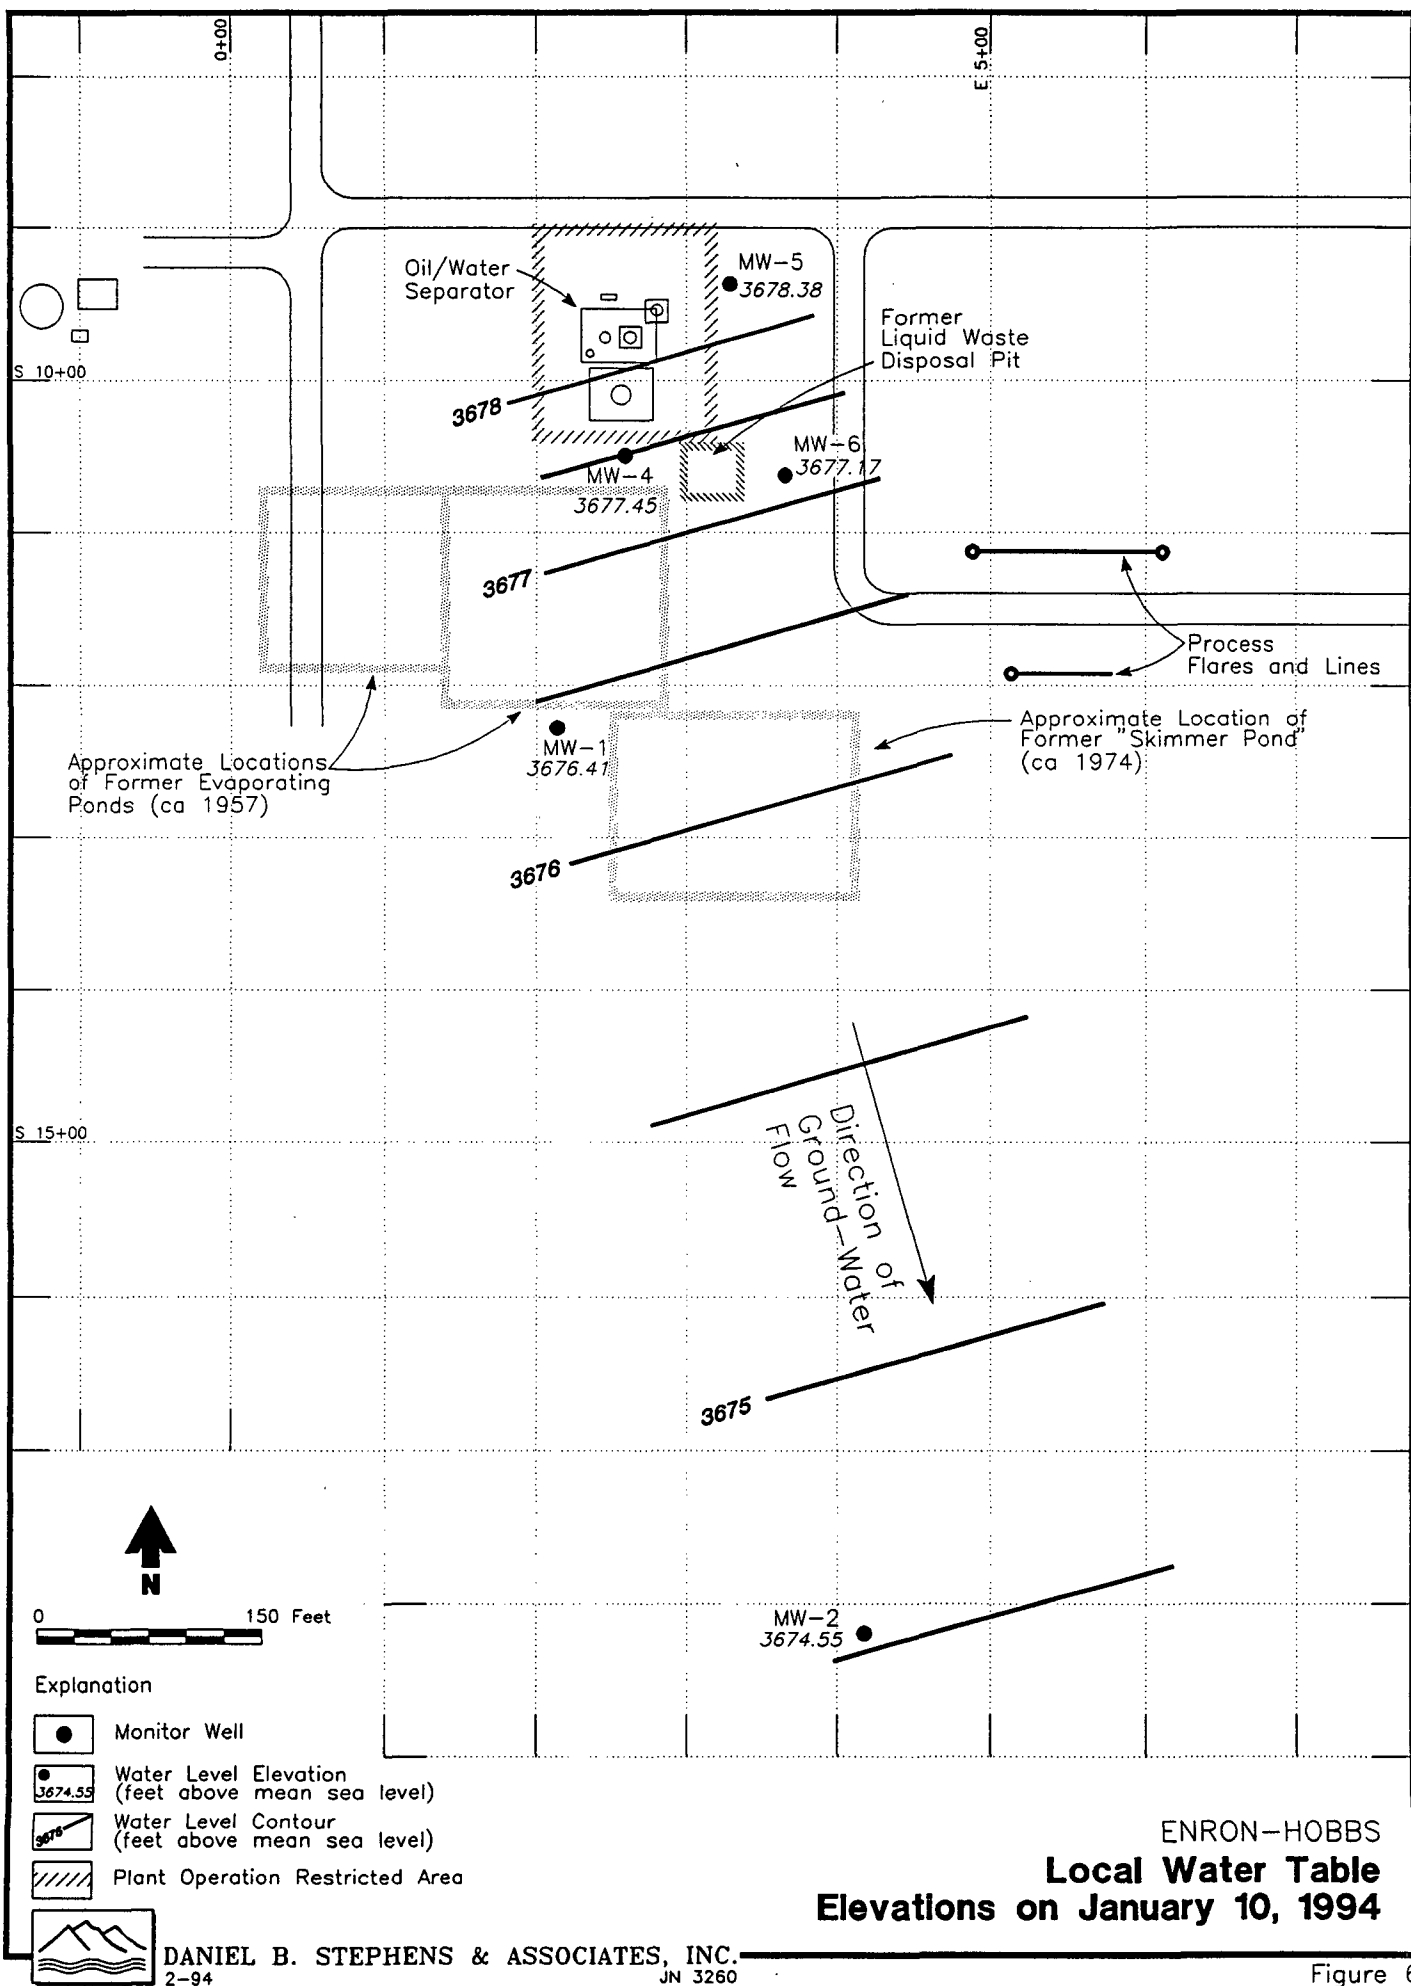 0+00
E 5+00
Oil/Water
Separator
MW-5
3678.38
Former
Liquid Waste
Disposal Pit
S 10+00
3678
MW-6
3677.17
MW-4
3677.45
3677
Process
Flares and Lines
MW-1
3676.41
Approximate Location of
Former "Skimmer Pond"
(ca 1974)
Approximate Locations
of Former Evaporating
Ponds (ca 1957)
3676
S 15+00
Direction of
Ground-Water
Flow
3675
N
0 150 Feet
MW-2
3674.55
Explanation
Monitor Well
3674.55
Water Level Elevation
(feet above mean sea level)
3675
Water Level Contour
(feet above mean sea level)
Plant Operation Restricted Area
ENRON-HOBBS
Local Water Table
Elevations on January 10, 1994
DANIEL B. STEPHENS & ASSOCIATES, INC.
2-94 JN 3260
Figure 6